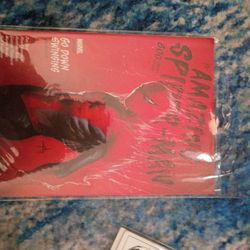 "AMAZING
SPIDER-MAN
MARVEL
GO DOWN
SWINGING